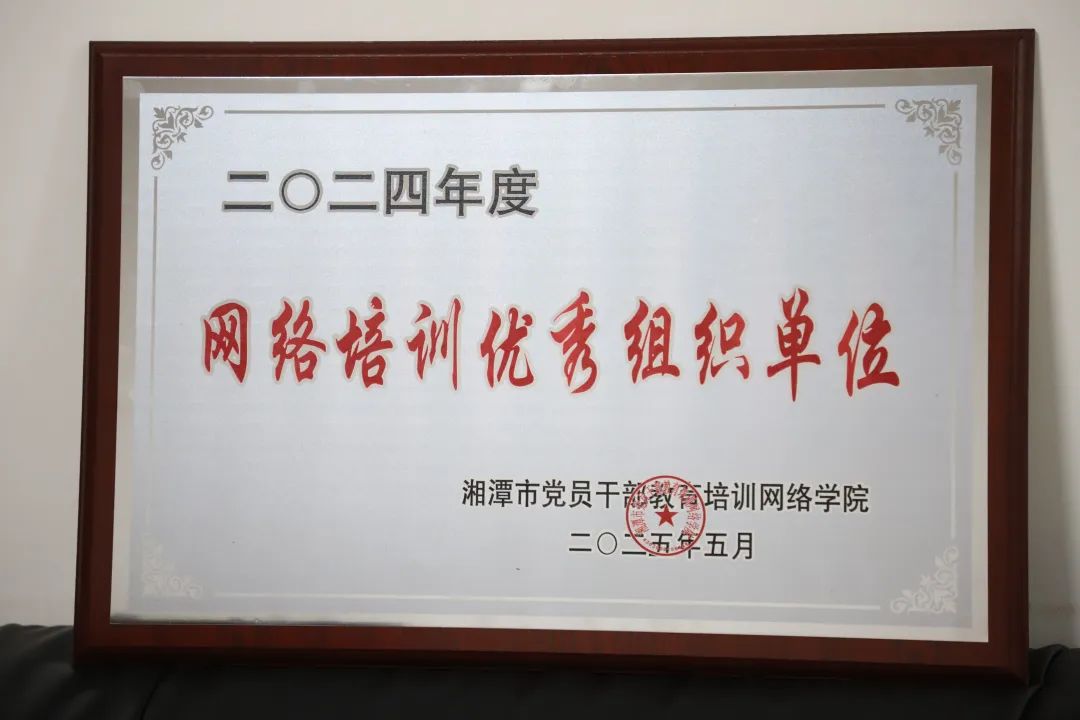 二〇二四年度
网络培训优秀组织单位
湘潭市党员干部教育培训网络学院
二〇二五年五月